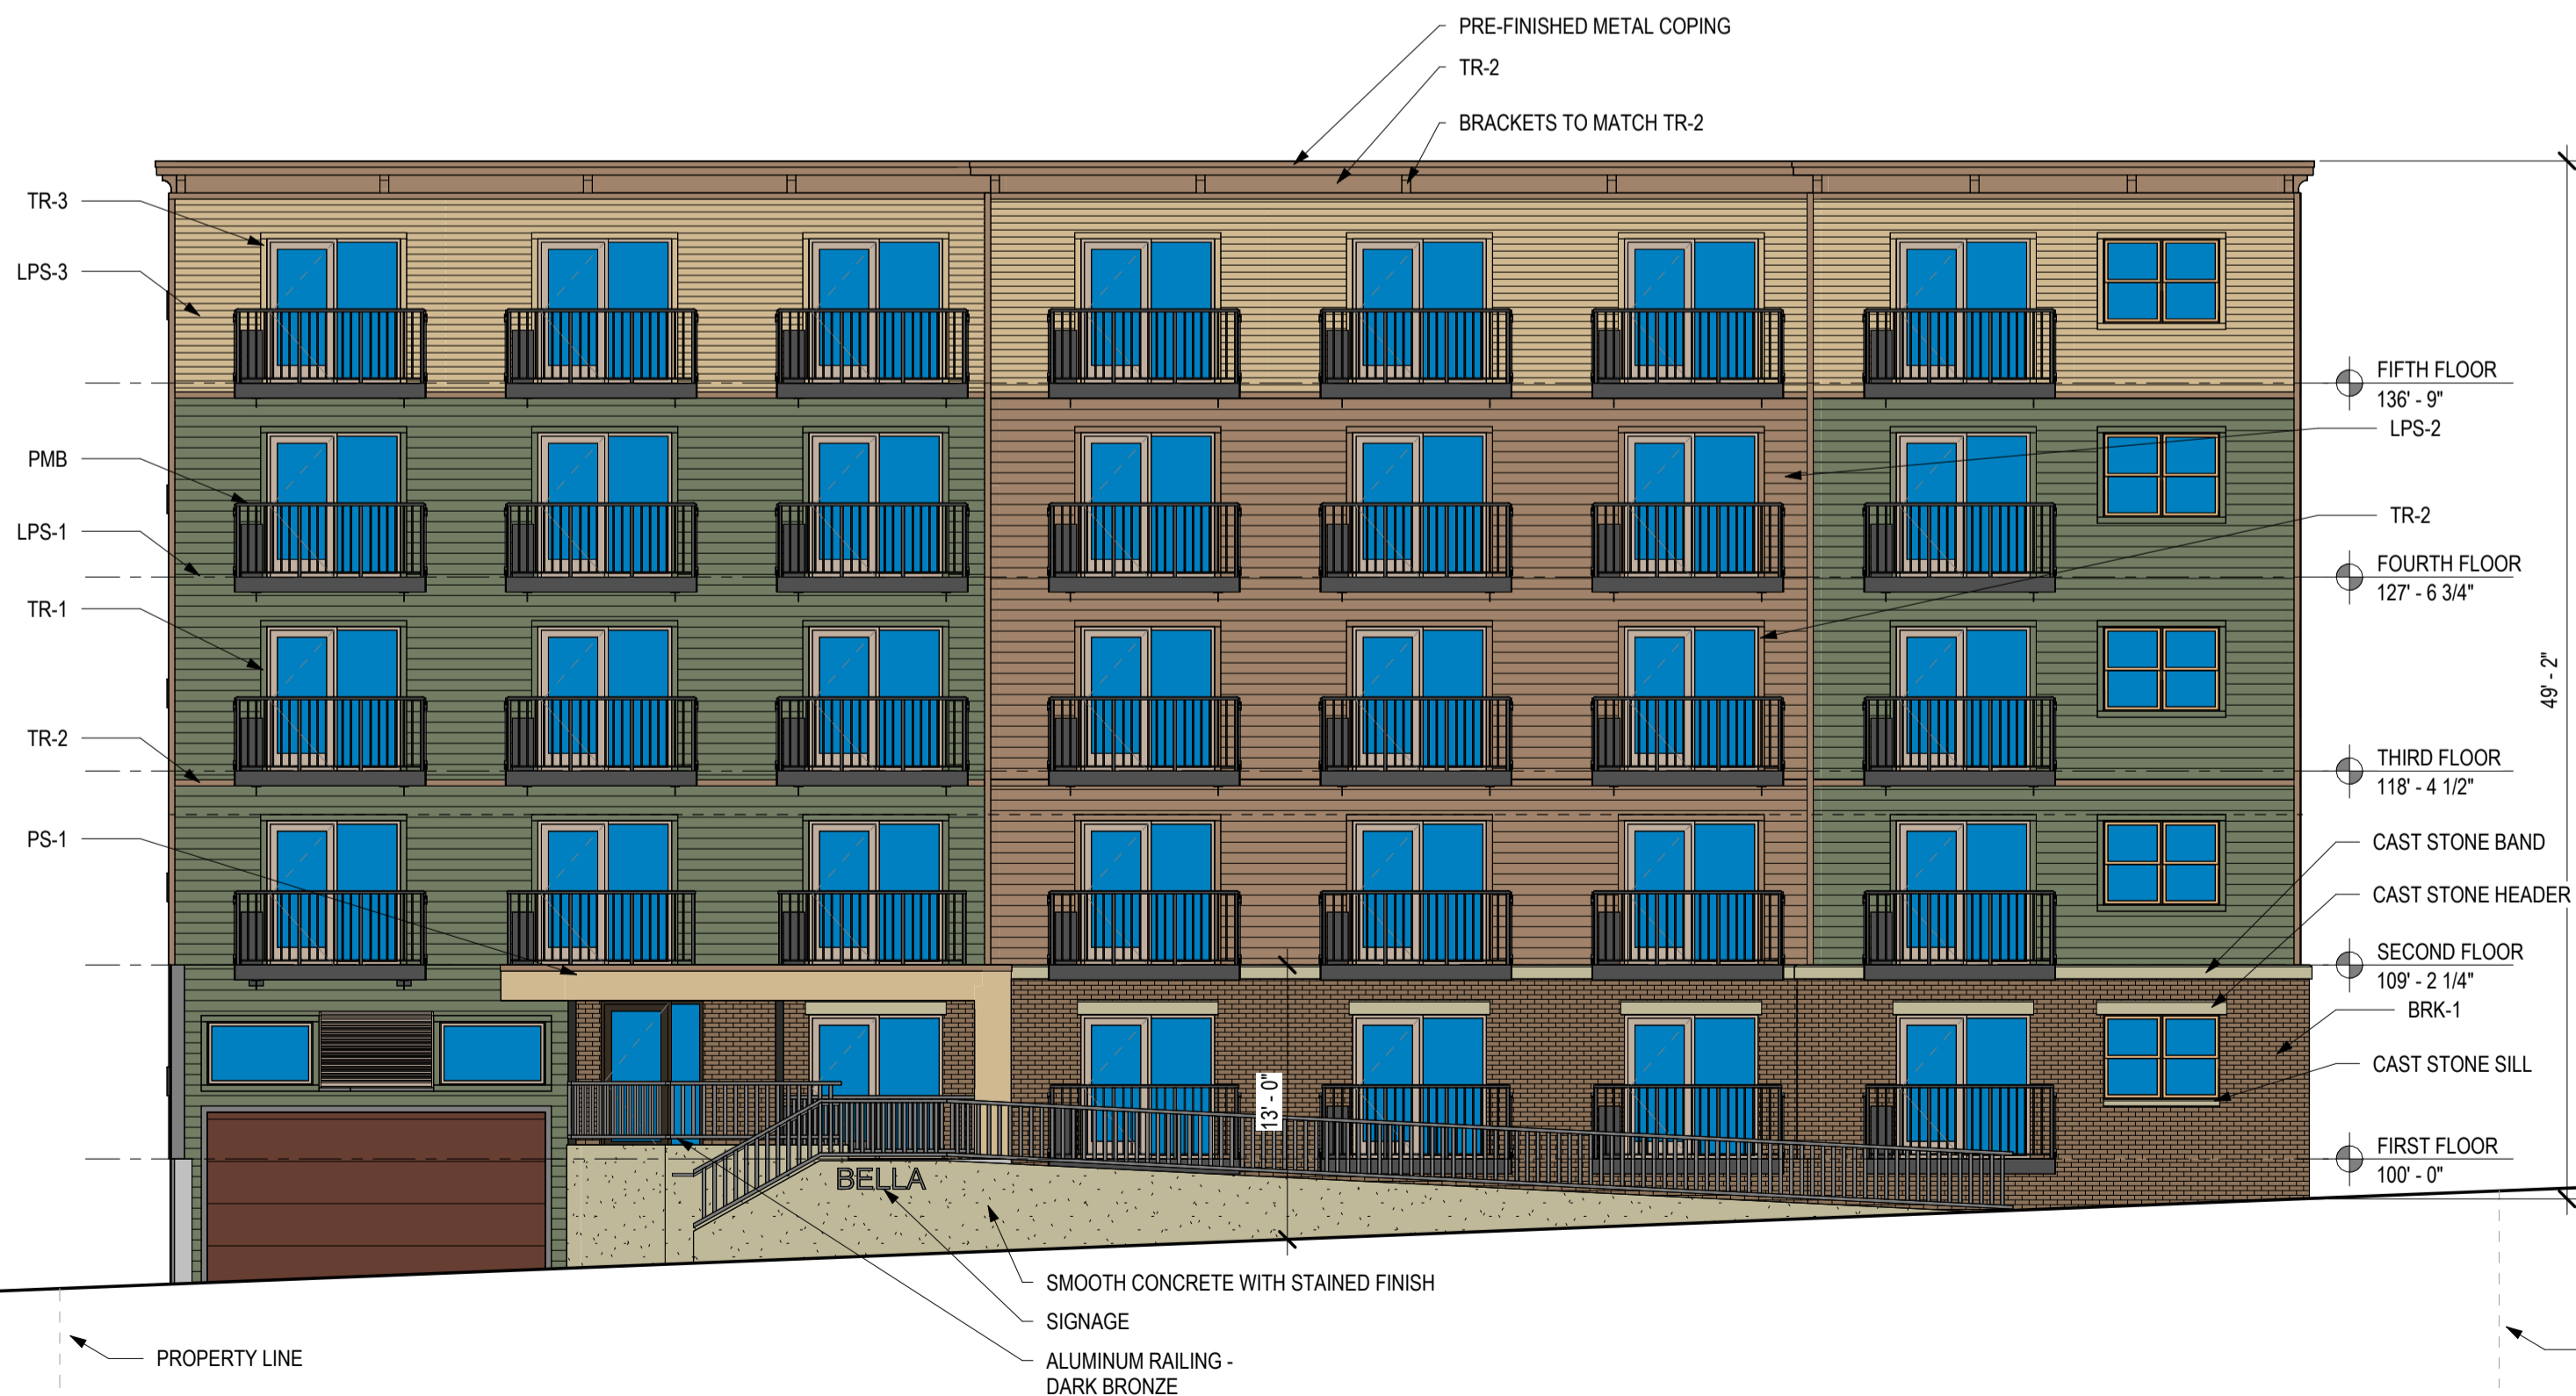 PRE-FINISHED METAL COPING
TR-2
BRACKETS TO MATCH TR-2
TR-3
LPS-3
FIFTH FLOOR
136' - 9"
LPS-2
PMB
TR-2
LPS-1
FOURTH FLOOR
127' - 6 3/4"
TR-1
49' - 2"
TR-2
THIRD FLOOR
118' - 4 1/2"
PS-1
CAST STONE BAND
CAST STONE HEADER
SECOND FLOOR
109' - 2 1/4"
BRK-1
CAST STONE SILL
13' - 0"
FIRST FLOOR
100' - 0"
BELLA
SMOOTH CONCRETE WITH STAINED FINISH
SIGNAGE
PROPERTY LINE
ALUMINUM RAILING -
DARK BRONZE